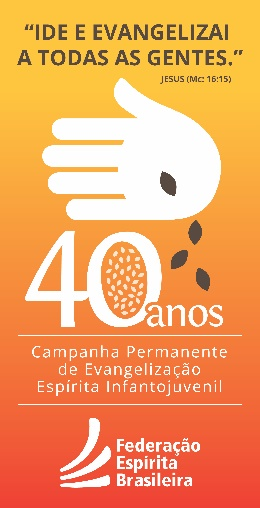 “IDE E EVANGELIZAI
A TODAS AS GENTES.”
JESUS (Mc: 16:15)
40 anos
Campanha Permanente
de Evangelização
Espírita Infantojuvenil
Federação
Espírita
Brasileira